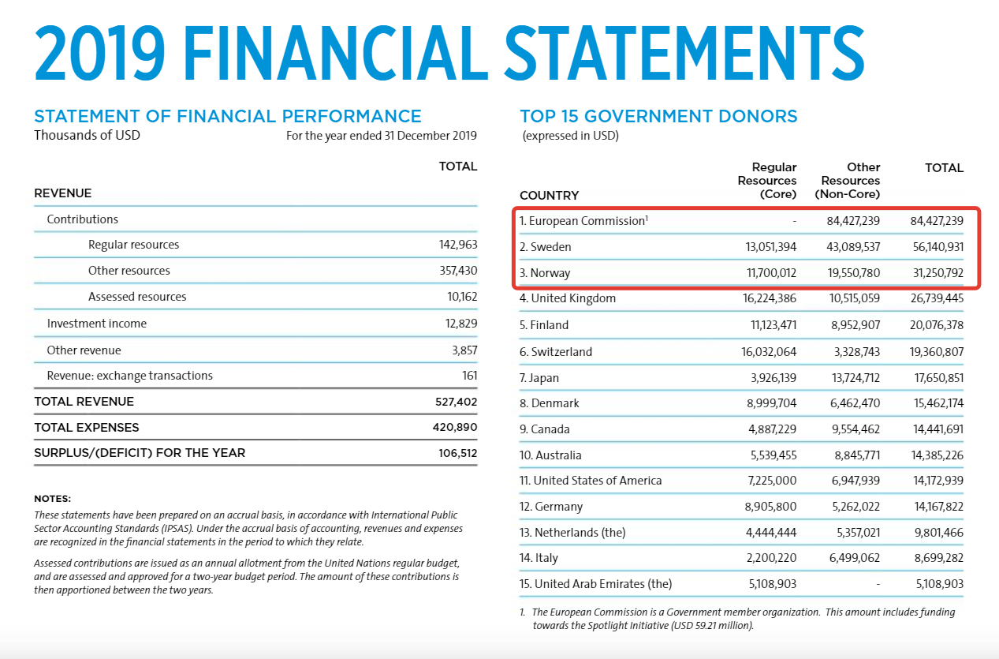 2019 FINANCIAL STATEMENTS
STATEMENT OF FINANCIAL PERFORMANCE
Thousands of USD For the year ended 31 December 2019
TOTAL
REVENUE
Contributions
Regular resources 142,963
Other resources 357,430
Assessed resources 10,162
Investment income 12,829
Other revenue 3,857
Revenue: exchange transactions 161
TOTAL REVENUE 527,402
TOTAL EXPENSES 420,890
SURPLUS/(DEFICIT) FOR THE YEAR 106,512
NOTES:
These statements have been prepared on an accrual basis, in accordance with International Public
Sector Accounting Standards (IPSAS). Under the accrual basis of accounting, revenues and expenses
are recognized in the financial statements in the period to which they relate.
Assessed contributions are issued as an annual allotment from the United Nations regular budget,
and are assessed and approved for a two-year budget period. The amount of these contributions is
then apportioned between the two years.
TOP 15 GOVERNMENT DONORS
(expressed in USD)
Regular Other TOTAL
Resources Resources
COUNTRY (Core) (Non-Core)
1. European Commission¹ - 84,427,239 84,427,239
2. Sweden 13,051,394 43,089,537 56,140,931
3. Norway 11,700,012 19,550,780 31,250,792
4. United Kingdom 16,224,386 10,515,059 26,739,445
5. Finland 11,123,471 8,952,907 20,076,378
6. Switzerland 16,032,064 3,328,743 19,360,807
7. Japan 3,926,139 13,724,712 17,650,851
8. Denmark 8,999,704 6,462,470 15,462,174
9. Canada 4,887,229 9,554,462 14,441,691
10. Australia 5,539,455 8,845,771 14,385,226
11. United States of America 7,225,000 6,947,939 14,172,939
12. Germany 8,905,800 5,262,022 14,167,822
13. Netherlands (the) 4,444,444 5,357,021 9,801,466
14. Italy 2,200,220 6,499,062 8,699,282
15. United Arab Emirates (the) 5,108,903 - 5,108,903
1. The European Commission is a Government member organization. This amount includes funding
towards the Spotlight Initiative (USD 59.21 million).